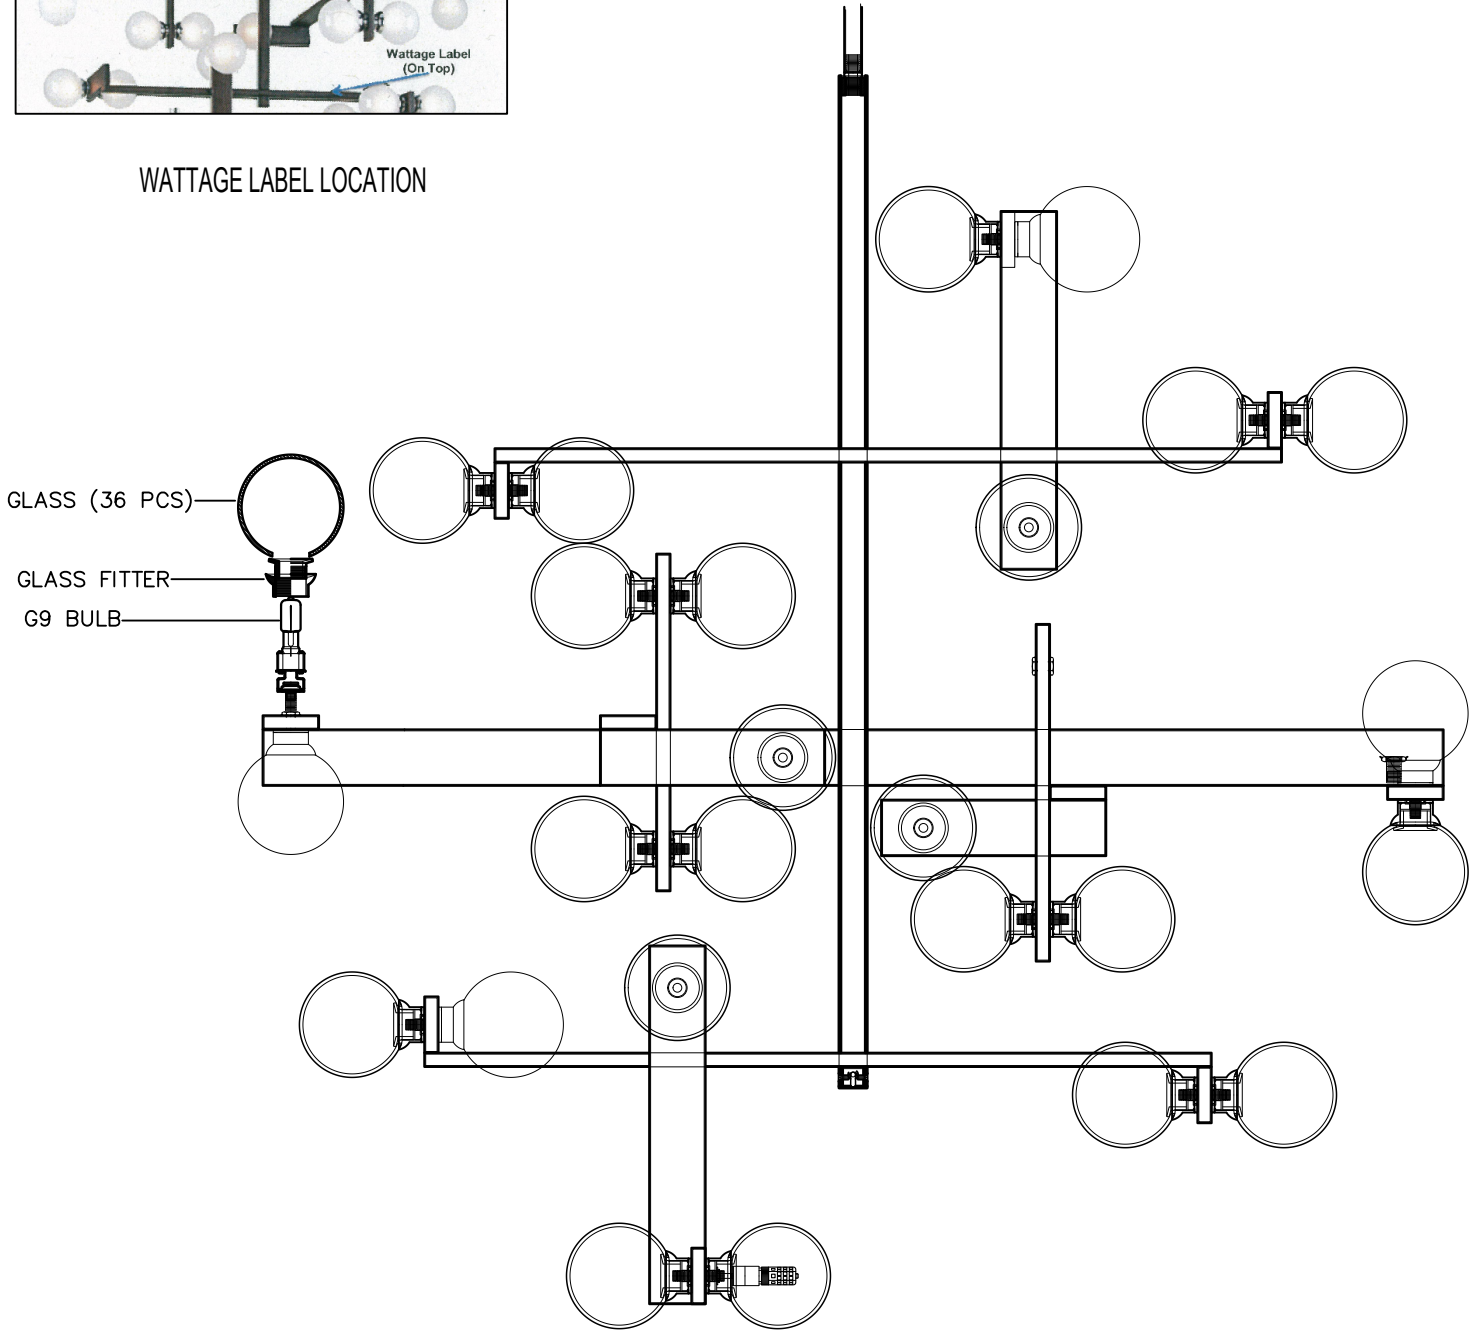 Wattage Label
(On Top)
WATTAGE LABEL LOCATION
GLASS (36 PCS)
GLASS FITTER
G9 BULB